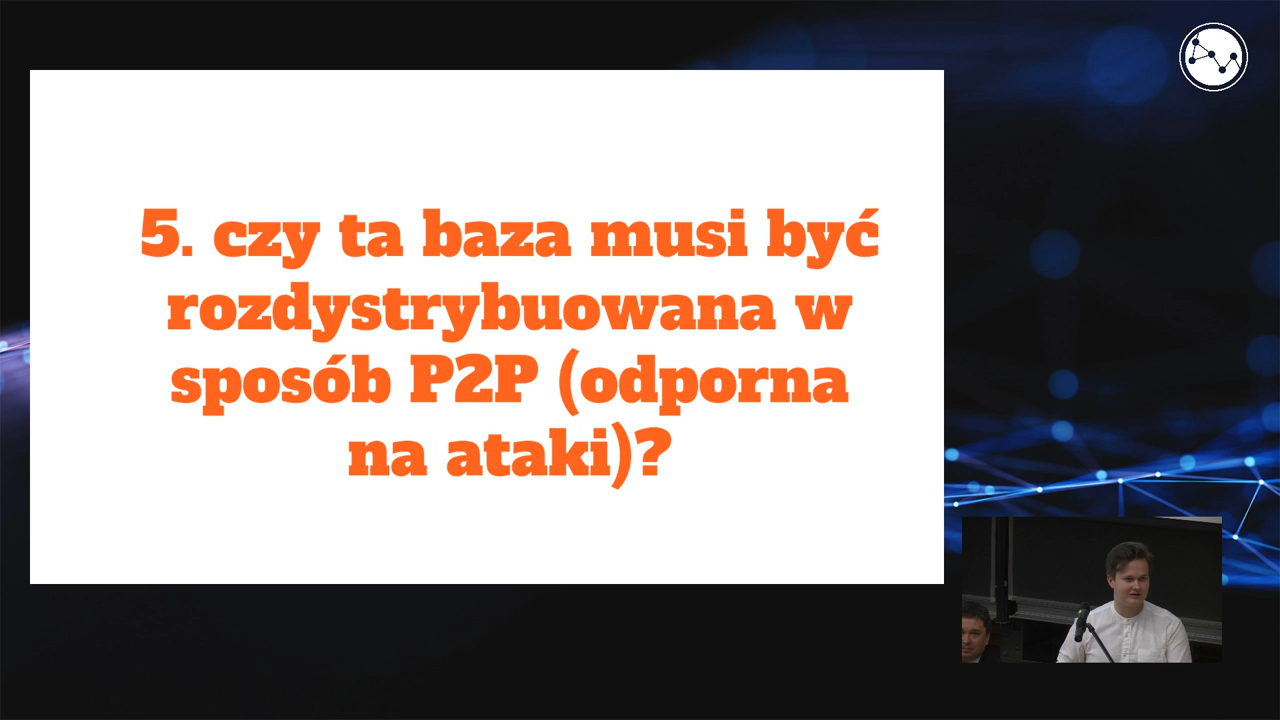 5. czy ta baza musi być
rozdystrybuowana w
sposób P2P (odporna
na ataki)?